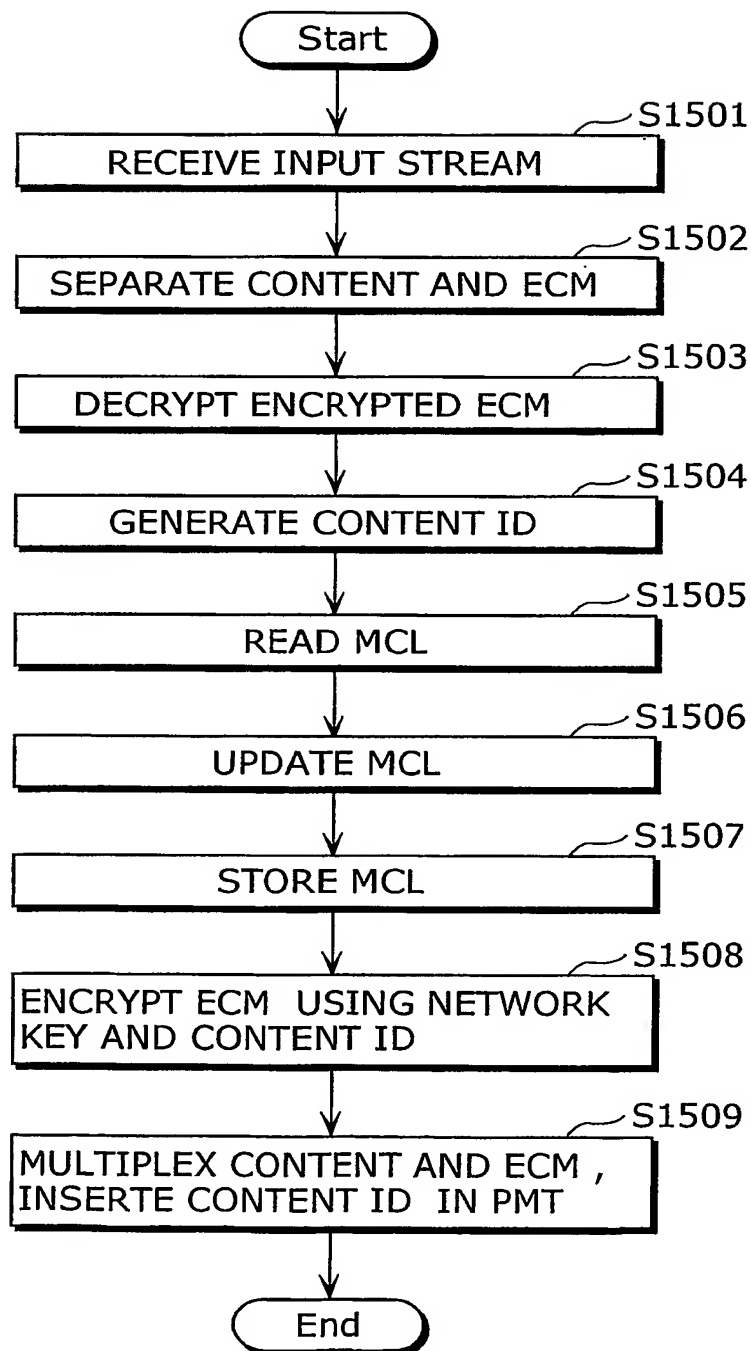 Start
S1501
RECEIVE INPUT STREAM
S1502
SEPARATE CONTENT AND ECM
S1503
DECRYPT ENCRYPTED ECM
S1504
GENERATE CONTENT ID
S1505
READ MCL
S1506
UPDATE MCL
S1507
STORE MCL
S1508
ENCRYPT ECM USING NETWORK
KEY AND CONTENT ID
S1509
MULTIPLEX CONTENT AND ECM ,
INSERTE CONTENT ID IN PMT
End